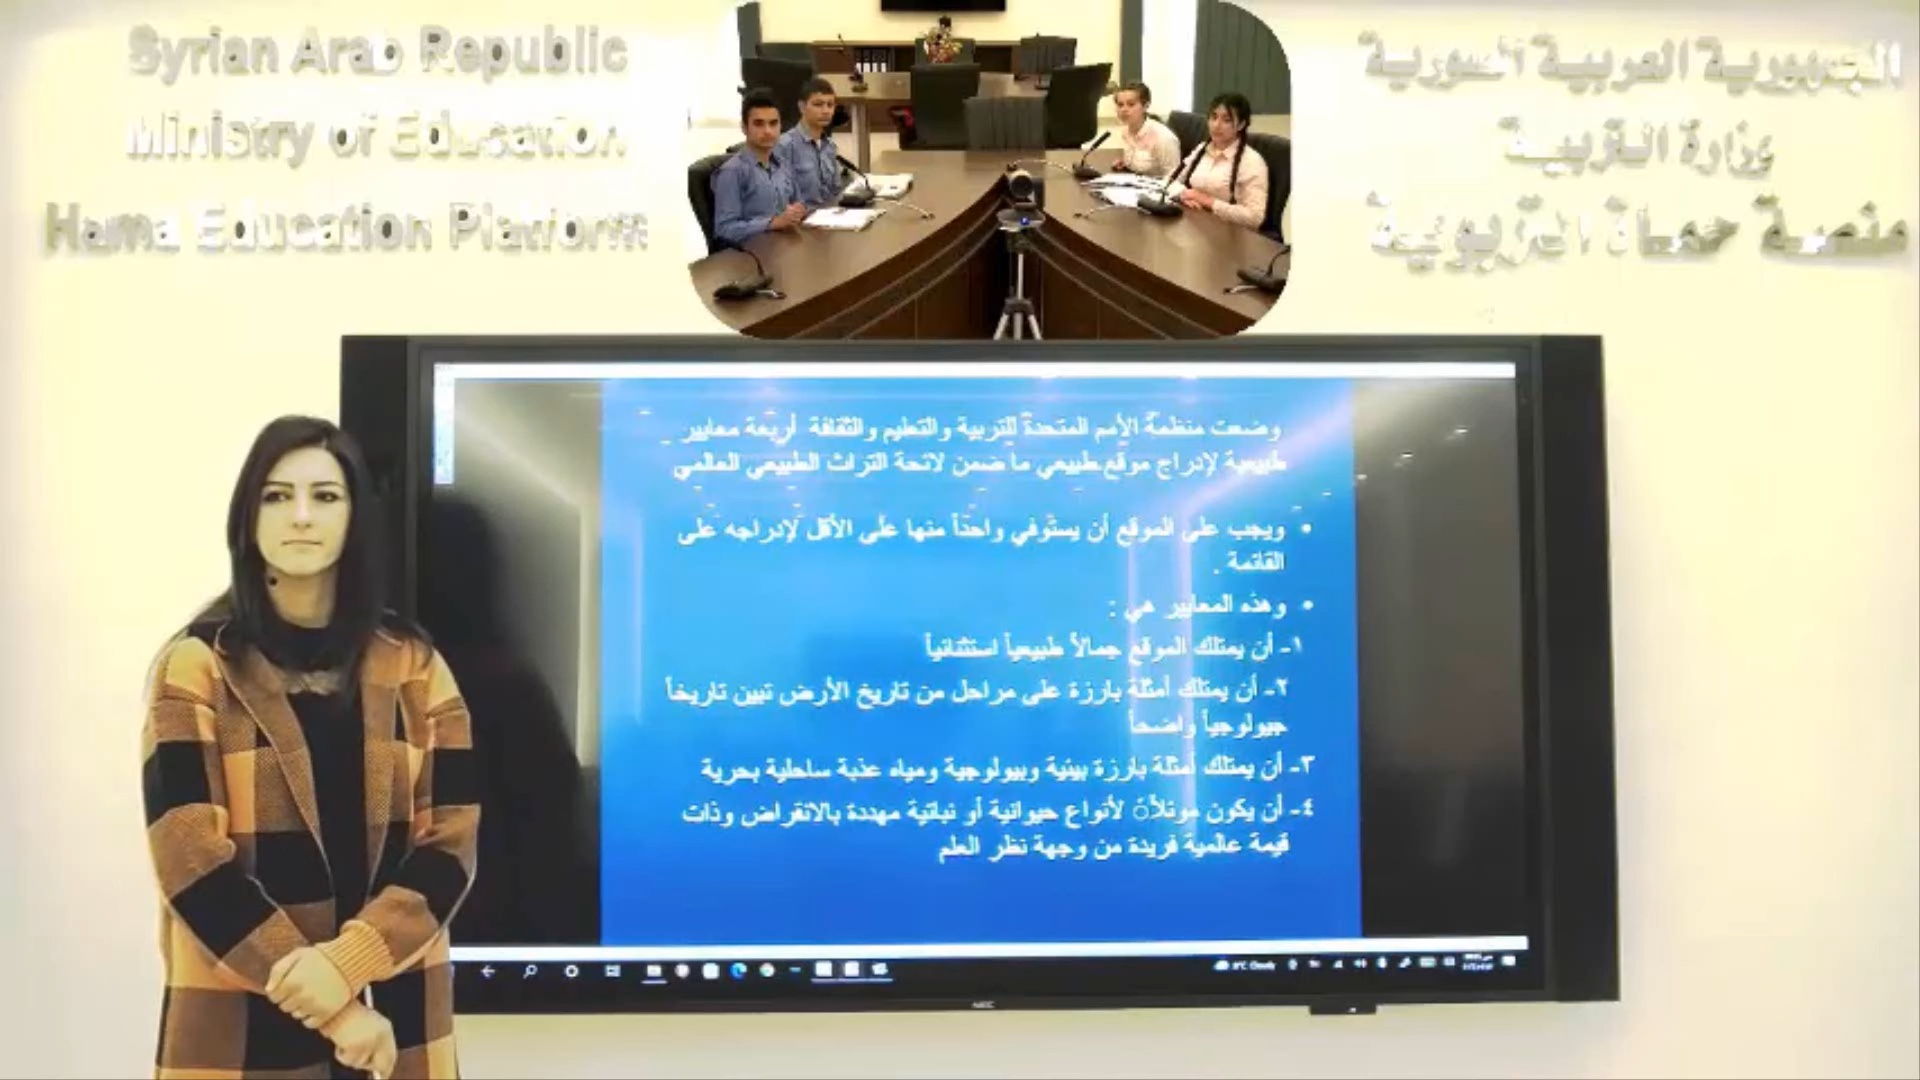 Syrian Arab Republic
Ministry of Education
Hama Education Platform
الجمهورية العربية السورية
وزارة التربية
منصة حماة التربوية
وضعت منظمة الأمم المتحدة للتربية والتعليم والثقافة أربعة معايير
طبيعية لإدراج موقع طبيعي ما ضمن لائحة التراث الطبيعي العالمي
• ويجب على الموقع أن يستوفي واحداً منها على الأقل لإدراجه على
القائمة .
• وهذه المعايير هي :
١- أن يمتلك الموقع جمالاً طبيعياً استثنائياً
٢- أن يمتلك أمثلة بارزة على مراحل من تاريخ الأرض تبين تاريخاً
جيولوجياً واضحاً
٣- أن يمتلك أمثلة بارزة بيئية وبيولوجية ومياه عذبة ساحلية بحرية
٤- أن يكون موئلاً لأنواع حيوانية أو نباتية مهددة بالانقراض وذات
قيمة عالمية فريدة من وجهة نظر العلم
Cloudy
NEC